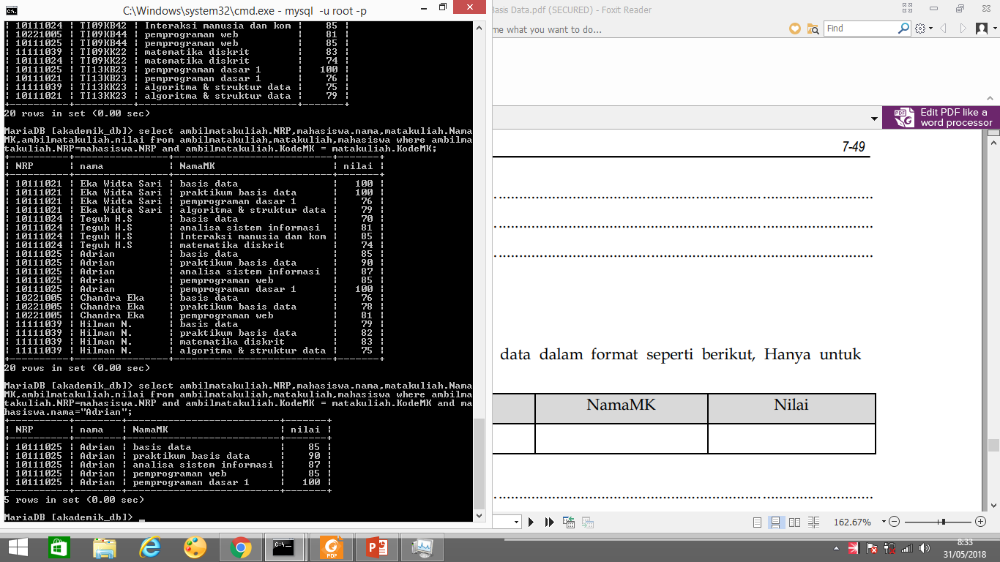 C:\Windows\system32\cmd.exe - mysql -u root -p
| 10111024 | TI09KB42 | Interaksi manusia dan kom | 85 |
| 10221005 | TI09KB44 | pemprograman web | 81 |
| 10111025 | TI09KB44 | pemprograman web | 85 |
| 11111039 | TI09KK22 | matematika diskrit | 83 |
| 10111024 | TI09KK22 | matematika diskrit | 74 |
| 10111025 | TI13KB23 | pemprograman dasar 1 | 100 |
| 10111021 | TI13KB23 | pemprograman dasar 1 | 76 |
| 11111039 | TI13KK23 | algoritma & struktur data | 75 |
| 10111021 | TI13KK23 | algoritma & struktur data | 79 |
20 rows in set (0.00 sec)
MariaDB [akademik_db]> select ambilmatakuliah.NRP,mahasiswa.nama,matakuliah.Nama
MK,ambilmatakuliah.nilai from ambilmatakuliah,matakuliah,mahasiswa where ambilma
takuliah.NRP=mahasiswa.NRP and ambilmatakuliah.KodeMK = matakuliah.KodeMK;
| NRP | nama | NamaMK | nilai |
| 10111021 | Eka Widta Sari | basis data | 100 |
| 10111021 | Eka Widta Sari | praktikum basis data | 100 |
| 10111021 | Eka Widta Sari | pemprograman dasar 1 | 76 |
| 10111021 | Eka Widta Sari | algoritma & struktur data | 79 |
| 10111024 | Teguh H.S | basis data | 70 |
| 10111024 | Teguh H.S | analisa sistem informasi | 81 |
| 10111024 | Teguh H.S | Interaksi manusia dan kom | 85 |
| 10111024 | Teguh H.S | matematika diskrit | 74 |
| 10111025 | Adrian | basis data | 85 |
| 10111025 | Adrian | praktikum basis data | 90 |
| 10111025 | Adrian | analisa sistem informasi | 87 |
| 10111025 | Adrian | pemprograman web | 85 |
| 10111025 | Adrian | pemprograman dasar 1 | 100 |
| 10221005 | Chandra Eka | basis data | 76 |
| 10221005 | Chandra Eka | praktikum basis data | 78 |
| 10221005 | Chandra Eka | pemprograman web | 81 |
| 11111039 | Hilman N. | basis data | 79 |
| 11111039 | Hilman N. | praktikum basis data | 82 |
| 11111039 | Hilman N. | matematika diskrit | 83 |
| 11111039 | Hilman N. | algoritma & struktur data | 75 |
20 rows in set (0.00 sec)
MariaDB [akademik_db]> select ambilmatakuliah.NRP,mahasiswa.nama,matakuliah.Nama
MK,ambilmatakuliah.nilai from ambilmatakuliah,matakuliah,mahasiswa where ambilma
takuliah.NRP=mahasiswa.NRP and ambilmatakuliah.KodeMK = matakuliah.KodeMK and ma
hasiswa.nama="Adrian";
| NRP | nama | NamaMK | nilai |
| 10111025 | Adrian | basis data | 85 |
| 10111025 | Adrian | praktikum basis data | 90 |
| 10111025 | Adrian | analisa sistem informasi | 87 |
| 10111025 | Adrian | pemprograman web | 85 |
| 10111025 | Adrian | pemprograman dasar 1 | 100 |
5 rows in set (0.00 sec)
MariaDB [akademik_db]> _
Basis Data.pdf (SECURED) - Foxit Reader
me what you want to do...
Find
Edit PDF like a
word processor
7-49
data dalam format seperti berikut, Hanya untuk
NamaMK
Nilai
162.67%
PDF
8:33
31/05/2018